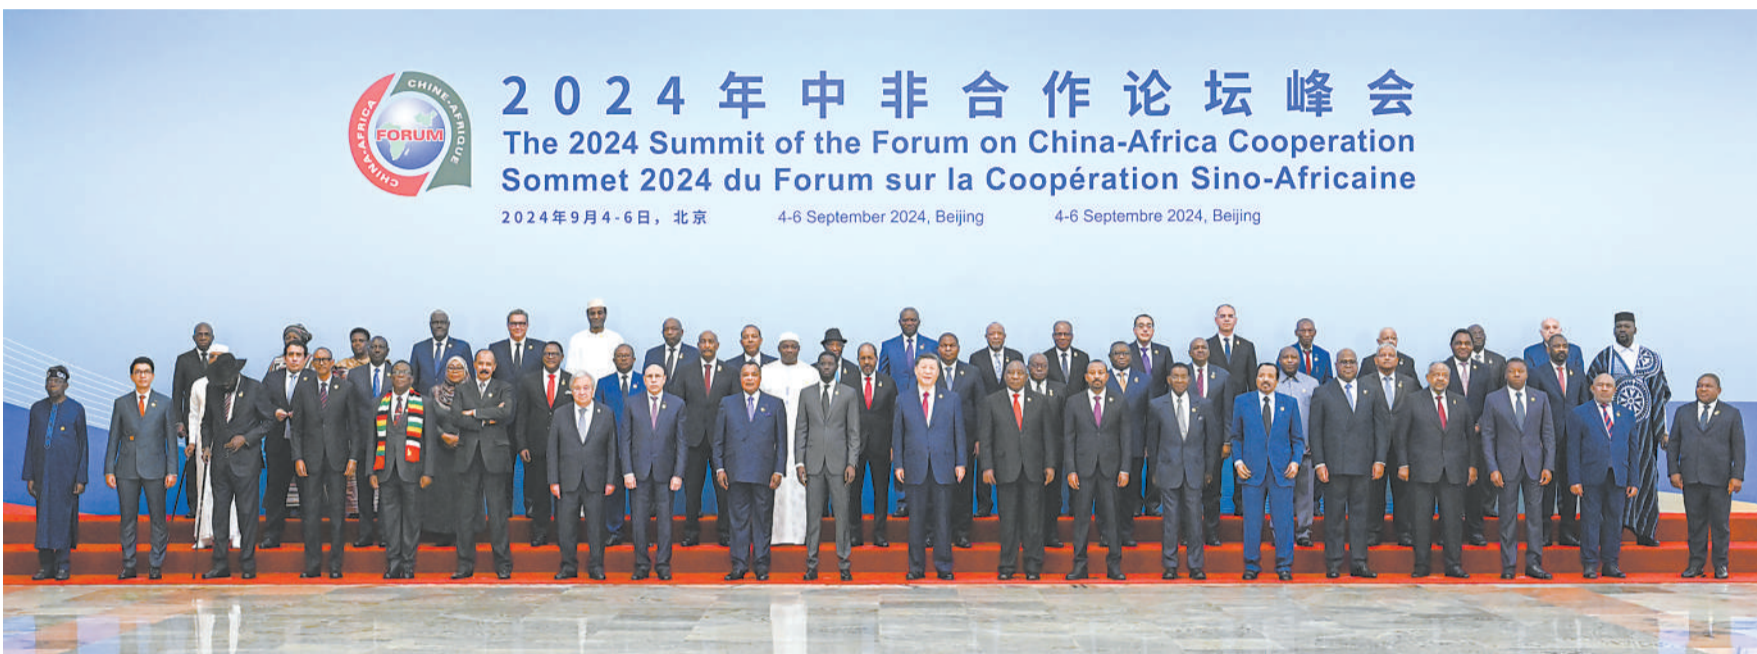 CHINE-AFRIQUE
CHINA-AFRICA
FORUM
2024年中非合作论坛峰会
The 2024 Summit of the Forum on China-Africa Cooperation
Sommet 2024 du Forum sur la Coopération Sino-Africaine
2024年9月4-6日，北京 4-6 September 2024, Beijing 4-6 Septembre 2024, Beijing